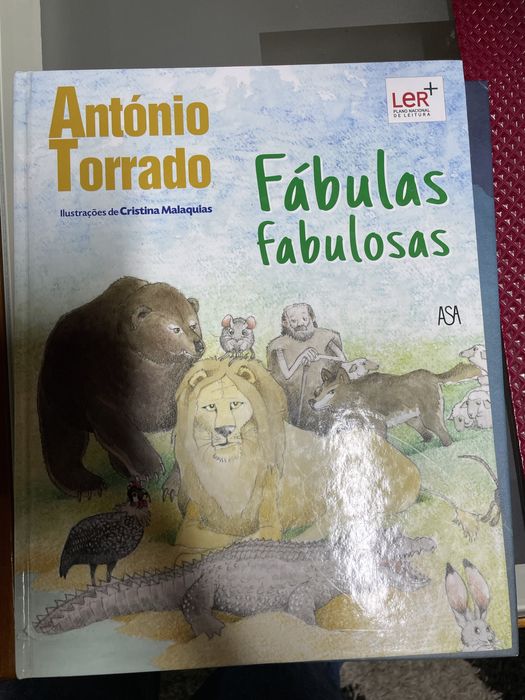 António
Torrado
Ilustrações de Cristina Malaquias
LeR+
PLANO NACIONAL
DE LEITURA
Fábulas
fabulosas
ASA